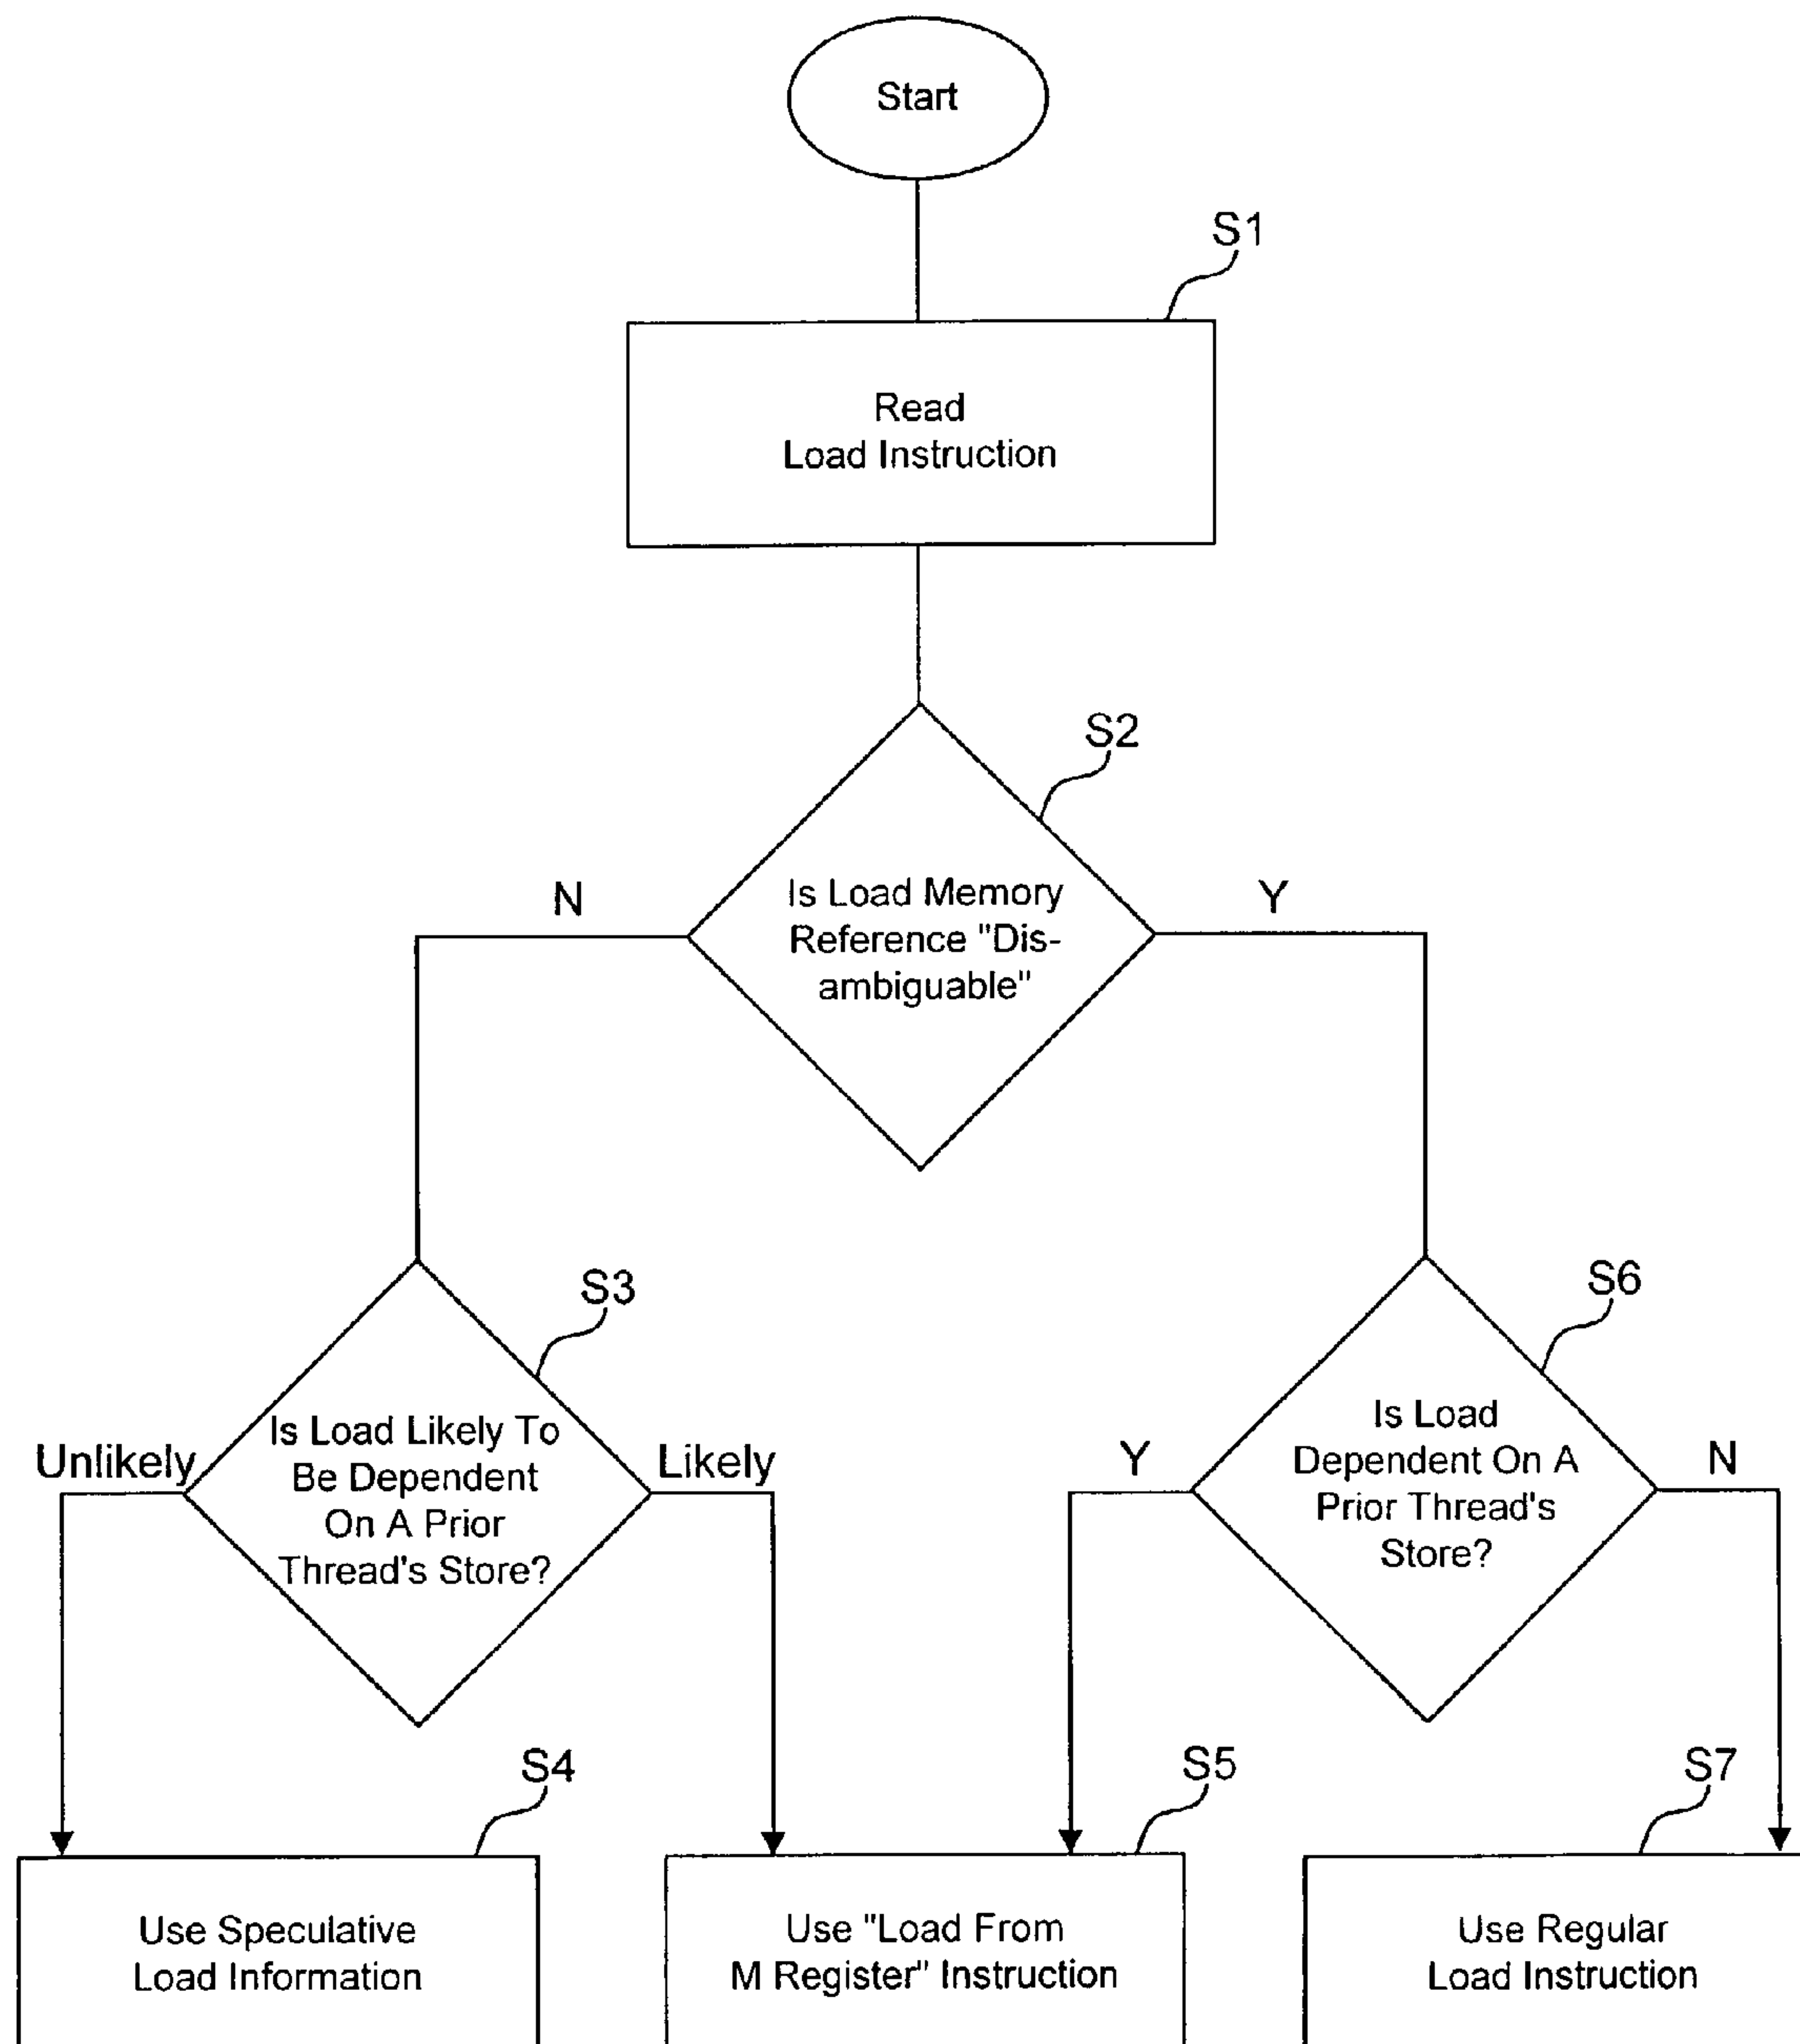 Start
S1
Read
Load Instruction
S2
Is Load Memory
Reference "Dis-
ambiguable"
N
Y
S3
Is Load Likely To
Be Dependent
On A Prior
Thread's Store?
Unlikely
Likely
S6
Is Load
Dependent On A
Prior Thread's
Store?
Y
N
S4
Use Speculative
Load Information
S5
Use "Load From
M Register" Instruction
S7
Use Regular
Load Instruction